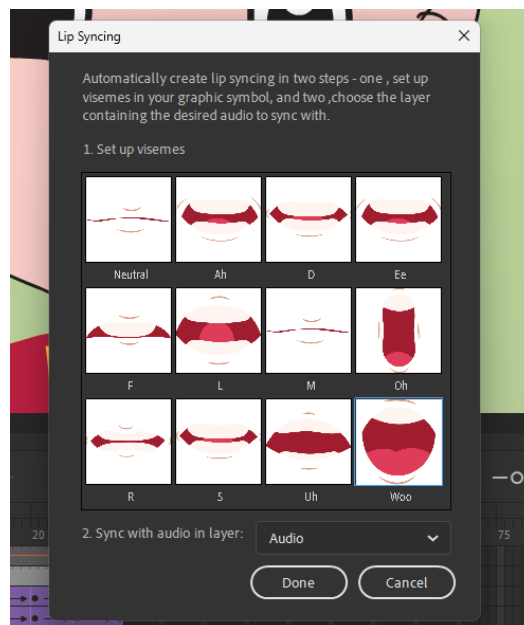 Lip Syncing
Automatically create lip syncing in two steps - one , set up
visemes in your graphic symbol, and two ,choose the layer
containing the desired audio to sync with.
1. Set up visemes
Neutral Ah D Ee
F L M Oh
R S Uh Woo
20 75
2. Sync with audio in layer: Audio
Done Cancel